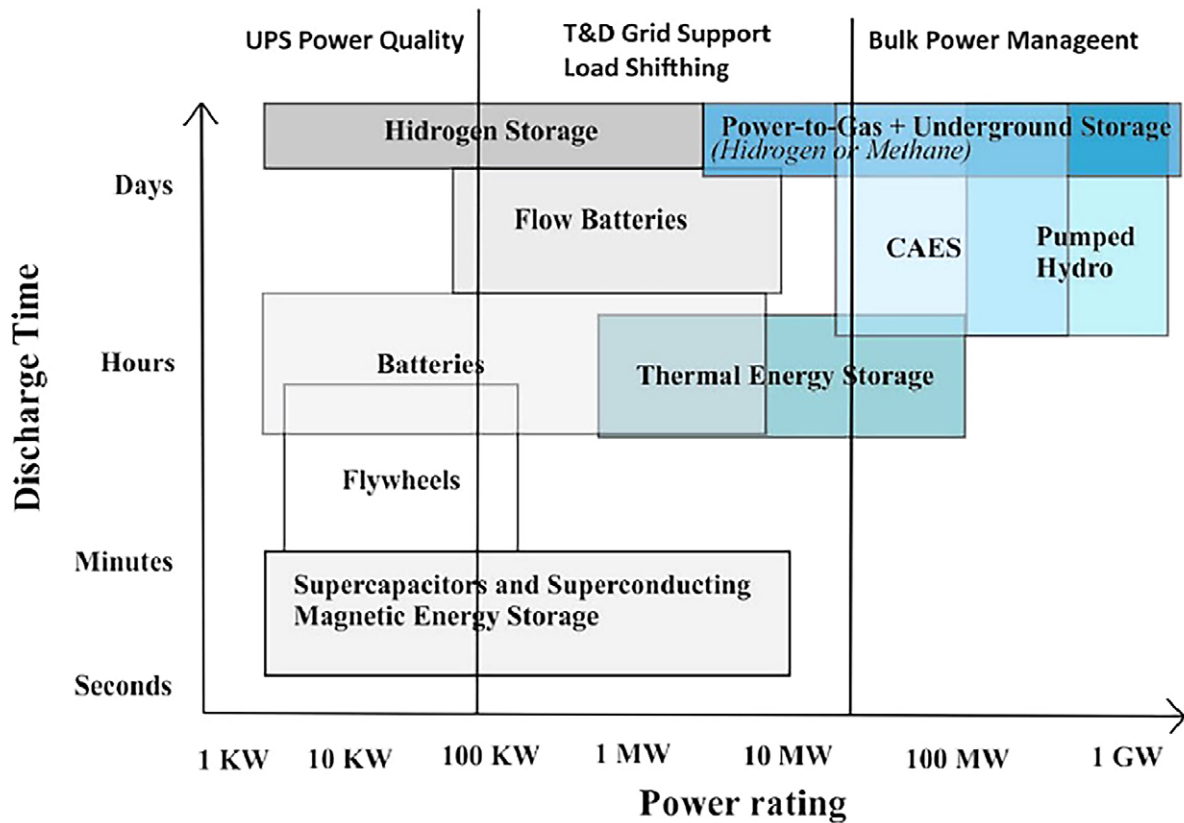 UPS Power Quality
T&D Grid Support
Load Shifthing
Bulk Power Manageent
Hidrogen Storage
Power-to-Gas + Underground Storage
(Hidrogen or Methane)
Days
Flow Batteries
CAES
Pumped
Hydro
Discharge Time
Hours
Batteries
Thermal Energy Storage
Flywheels
Minutes
Supercapacitors and Superconducting
Magnetic Energy Storage
Seconds
1 KW
10 KW
100 KW
1 MW
10 MW
100 MW
1 GW
Power rating